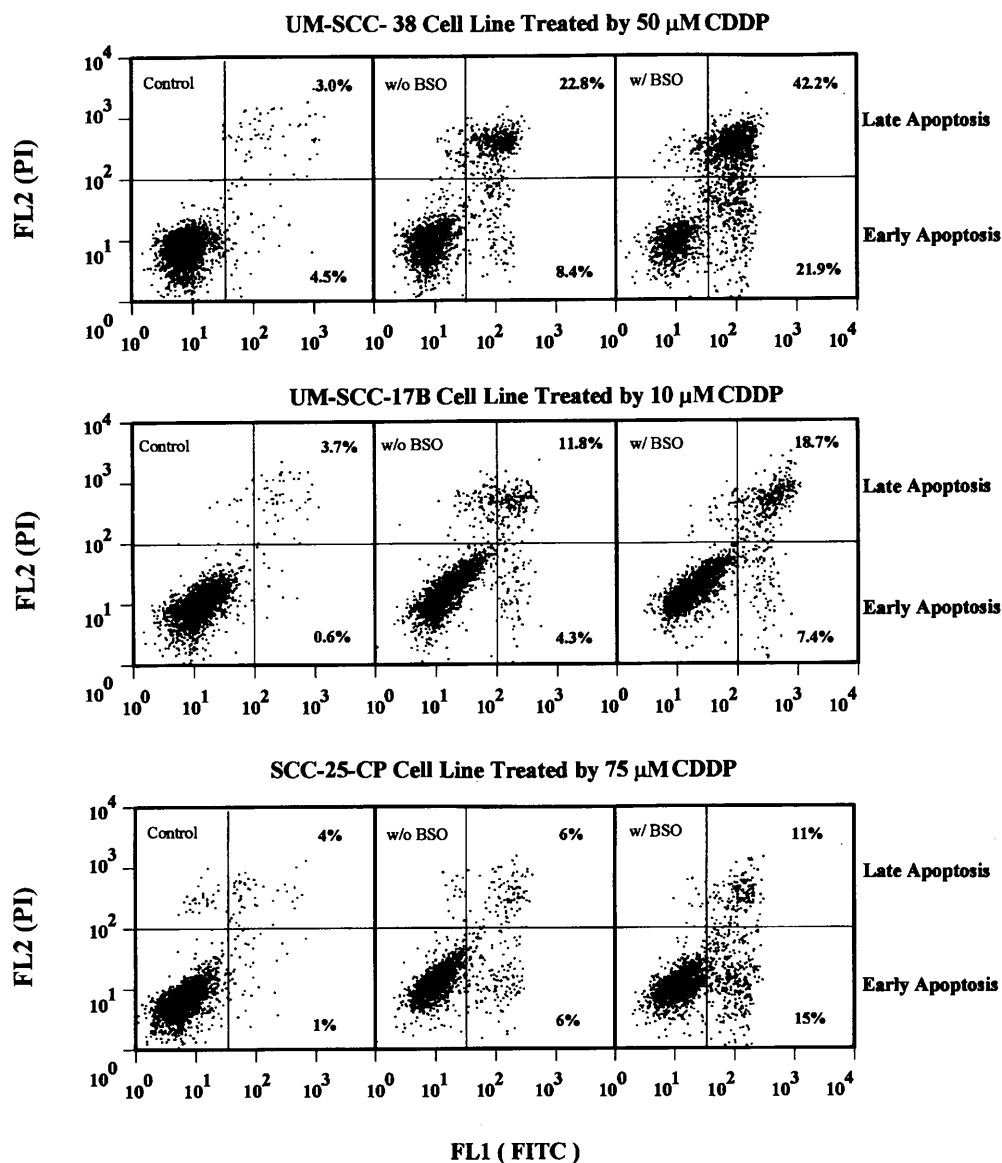 UM-SCC- 38 Cell Line Treated by 50 μM CDDP
10^4
10^3
10^2
10^1
10^0
FL2 (PI)
Control
3.0%
4.5%
w/o BSO
22.8%
8.4%
w/ BSO
42.2%
21.9%
Late Apoptosis
Early Apoptosis
10^0 10^1 10^2 10^3 10^0 10^1 10^2 10^3 10^0 10^1 10^2 10^3 10^4
UM-SCC-17B Cell Line Treated by 10 μM CDDP
10^4
10^3
10^2
10^1
10^0
FL2 (PI)
Control
3.7%
0.6%
w/o BSO
11.8%
4.3%
w/ BSO
18.7%
7.4%
Late Apoptosis
Early Apoptosis
10^0 10^1 10^2 10^3 10^0 10^1 10^2 10^3 10^0 10^1 10^2 10^3 10^4
SCC-25-CP Cell Line Treated by 75 μM CDDP
10^4
10^3
10^2
10^1
10^0
FL2 (PI)
Control
4%
1%
w/o BSO
6%
6%
w/ BSO
11%
15%
Late Apoptosis
Early Apoptosis
10^0 10^1 10^2 10^3 10^0 10^1 10^2 10^3 10^0 10^1 10^2 10^3 10^4
FL1 ( FITC )